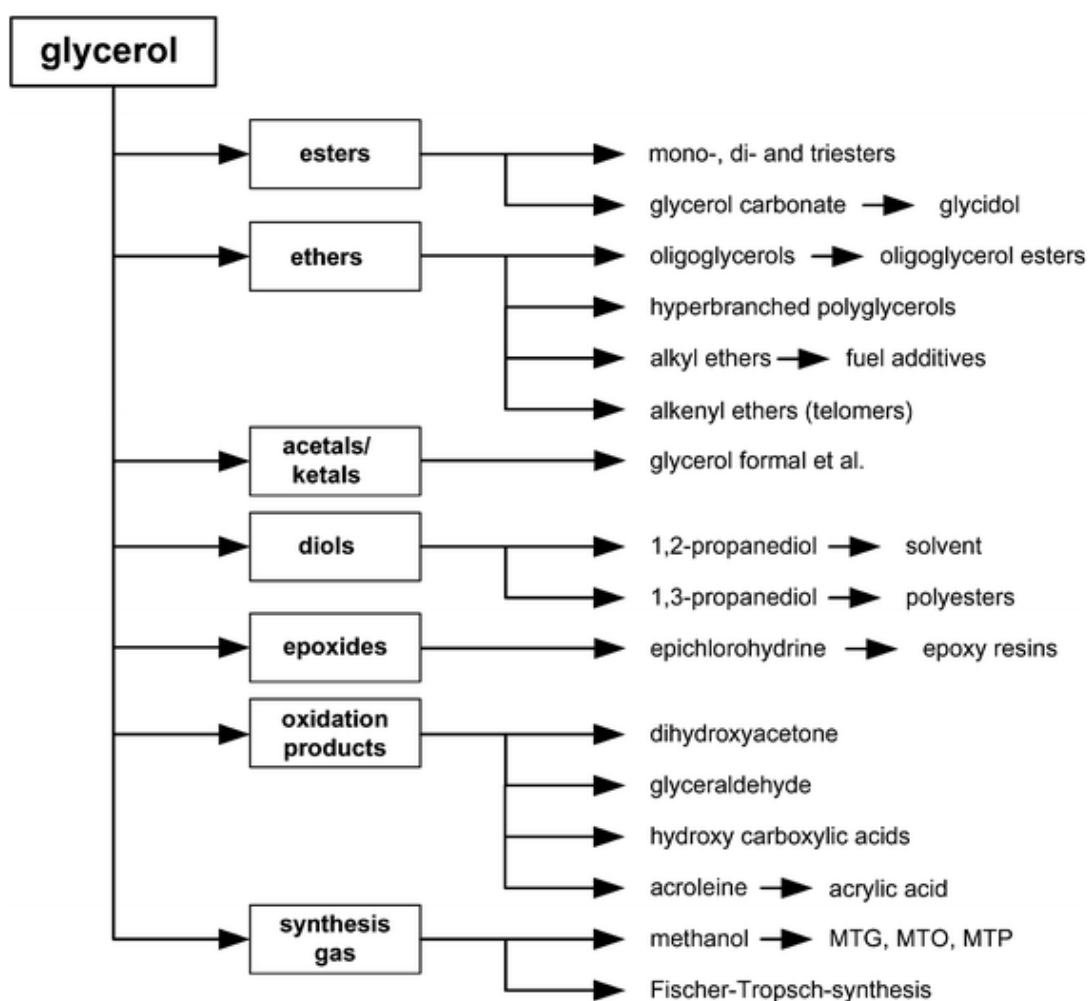 glycerol
esters
mono-, di- and triesters
glycerol carbonate
glycidol
ethers
oligoglycerols
oligoglycerol esters
hyperbranched polyglycerols
alkyl ethers
fuel additives
alkenyl ethers (telomers)
acetals/
ketals
glycerol formal et al.
diols
1,2-propanediol
solvent
1,3-propanediol
polyesters
epoxides
epichlorohydrine
epoxy resins
oxidation
products
dihydroxyacetone
glyceraldehyde
hydroxy carboxylic acids
acroleine
acrylic acid
synthesis
gas
methanol
MTG, MTO, MTP
Fischer-Tropsch-synthesis